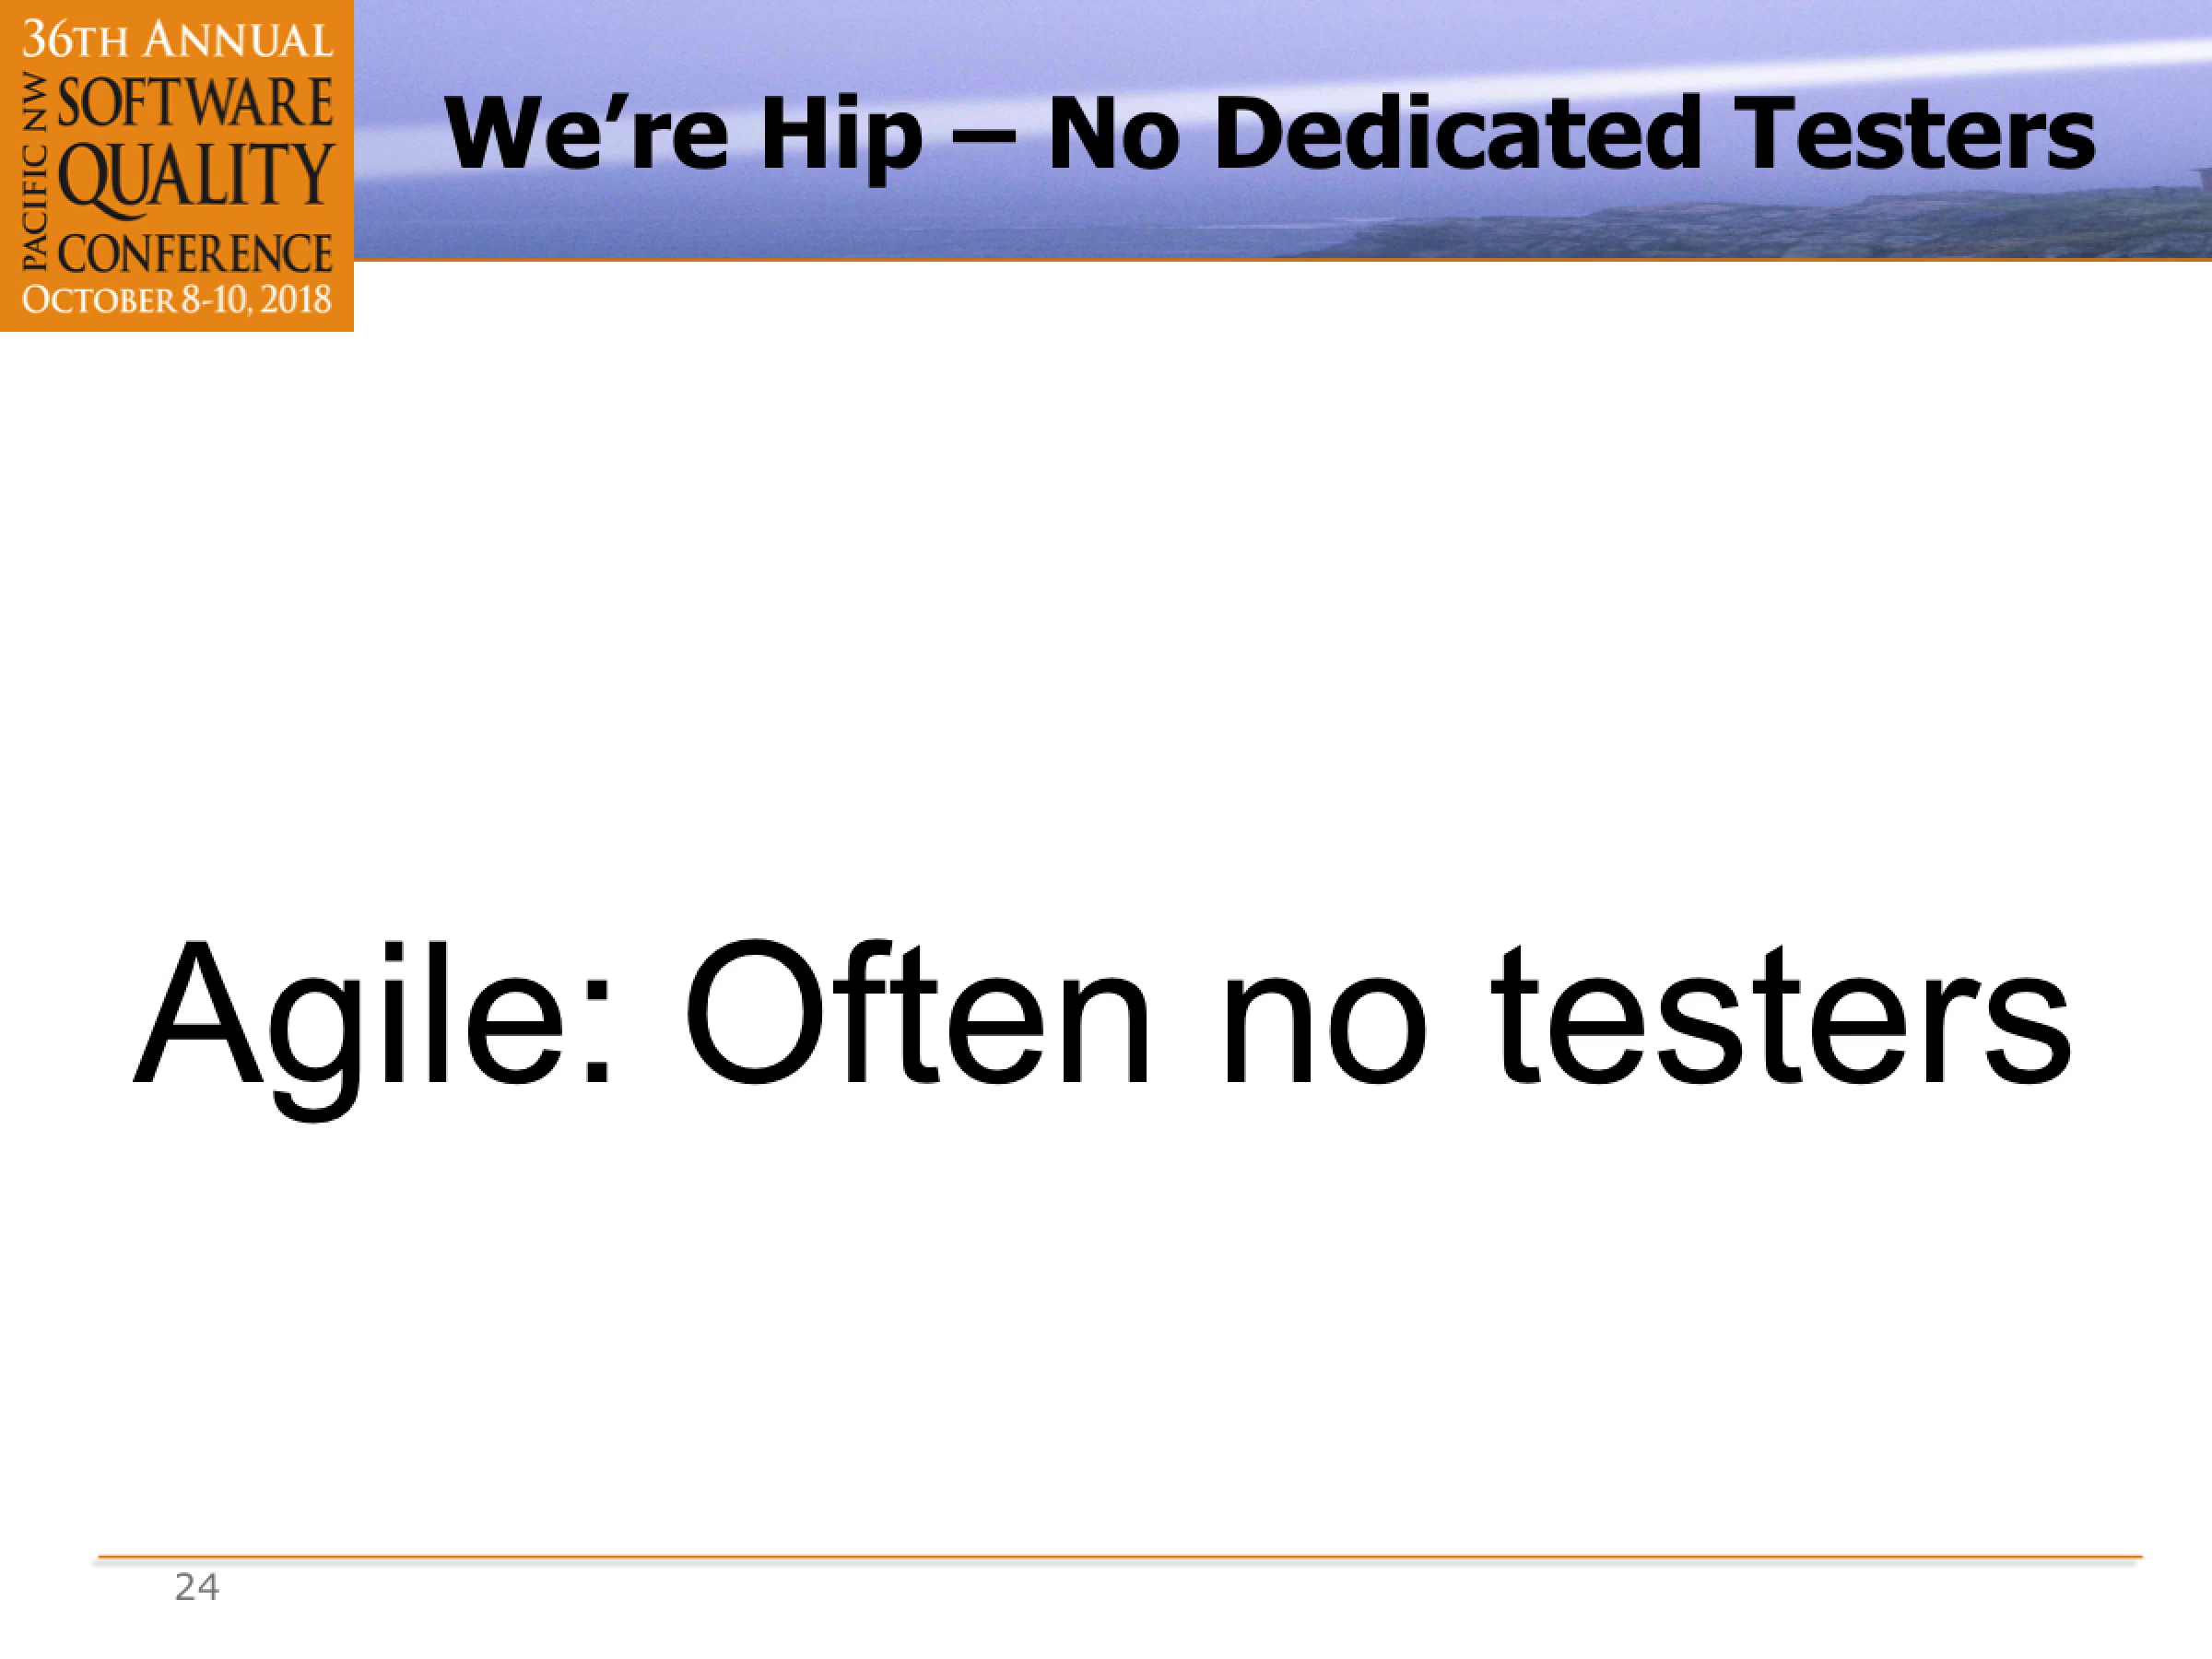 36TH ANNUAL
PACIFIC NW
SOFTWARE
QUALITY
CONFERENCE
OCTOBER 8-10, 2018
We’re Hip – No Dedicated Testers
Agile: Often no testers
24